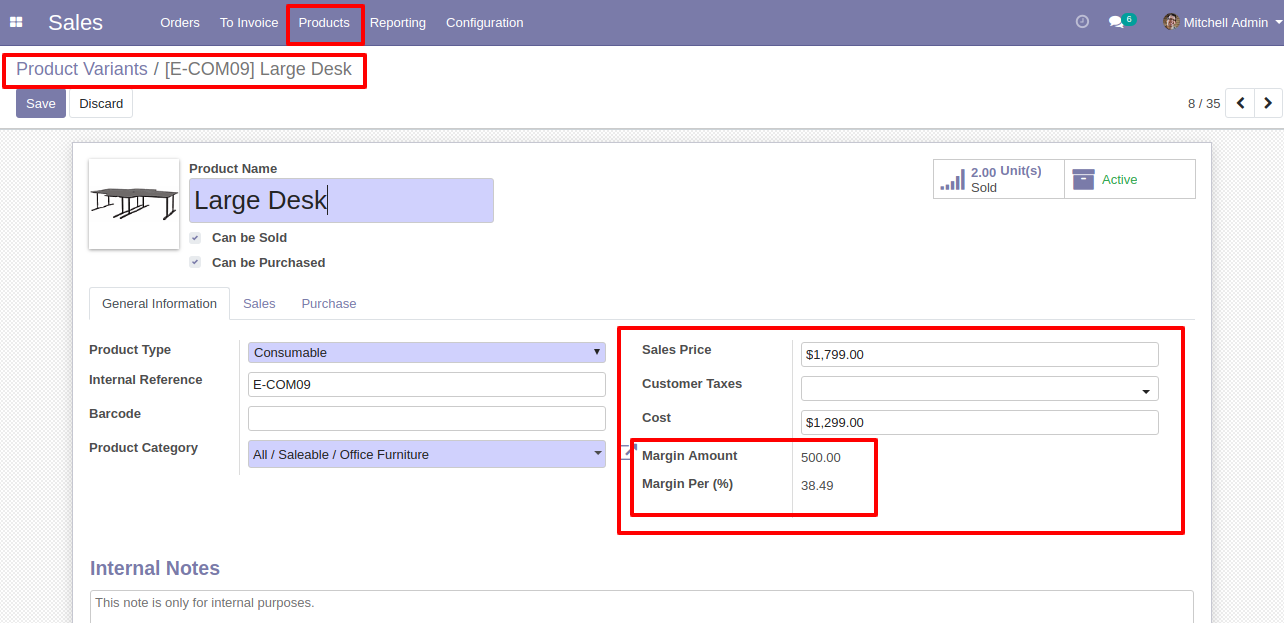 Sales Orders To Invoice Products Reporting Configuration 6 Mitchell Admin
Product Variants / [E-COM09] Large Desk
Save Discard 8 / 35
Product Name
Large Desk
2.00 Unit(s)
Sold
Active
Can be Sold
Can be Purchased
General Information Sales Purchase
Product Type Consumable
Internal Reference E-COM09
Barcode
Product Category All / Saleable / Office Furniture
Sales Price $1,799.00
Customer Taxes
Cost $1,299.00
Margin Amount 500.00
Margin Per (%) 38.49
Internal Notes
This note is only for internal purposes.